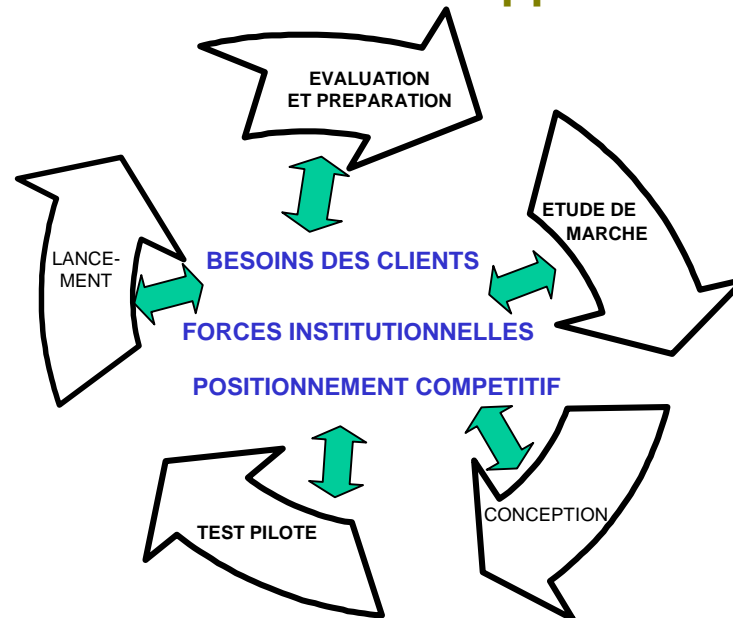 EVALUATION
ET PREPARATION
ETUDE DE
MARCHE
LANCE-
MENT
BESOINS DES CLIENTS
FORCES INSTITUTIONNELLES
POSITIONNEMENT COMPETITIF
CONCEPTION
TEST PILOTE